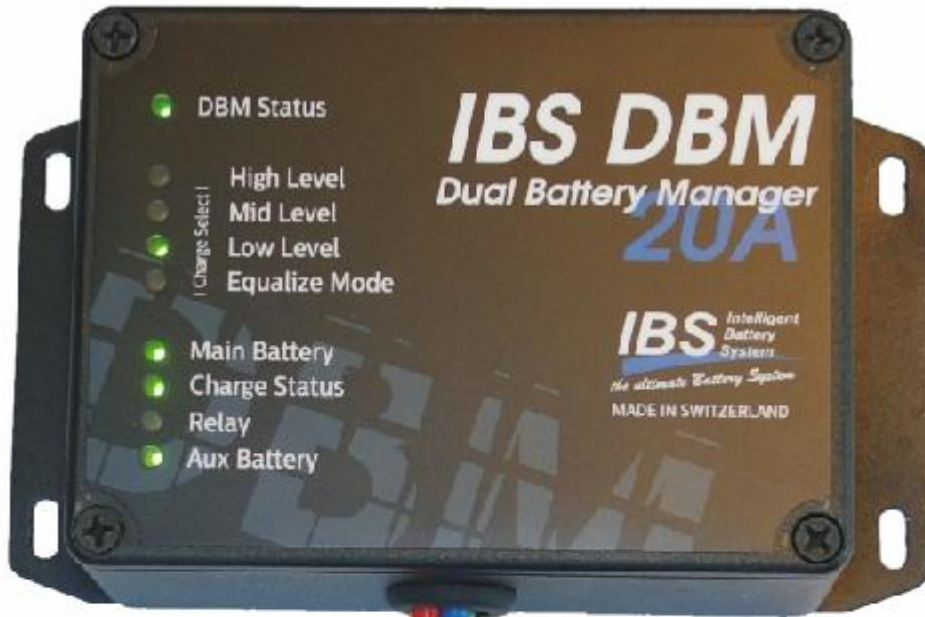 DBM Status
High Level
Mid Level
Low Level
Equalize Mode
| Charge Select |
Main Battery
Charge Status
Relay
Aux Battery
IBS DBM
Dual Battery Manager
20A
IBS Intelligent
Battery
System
the ultimate Battery System
MADE IN SWITZERLAND
DBM